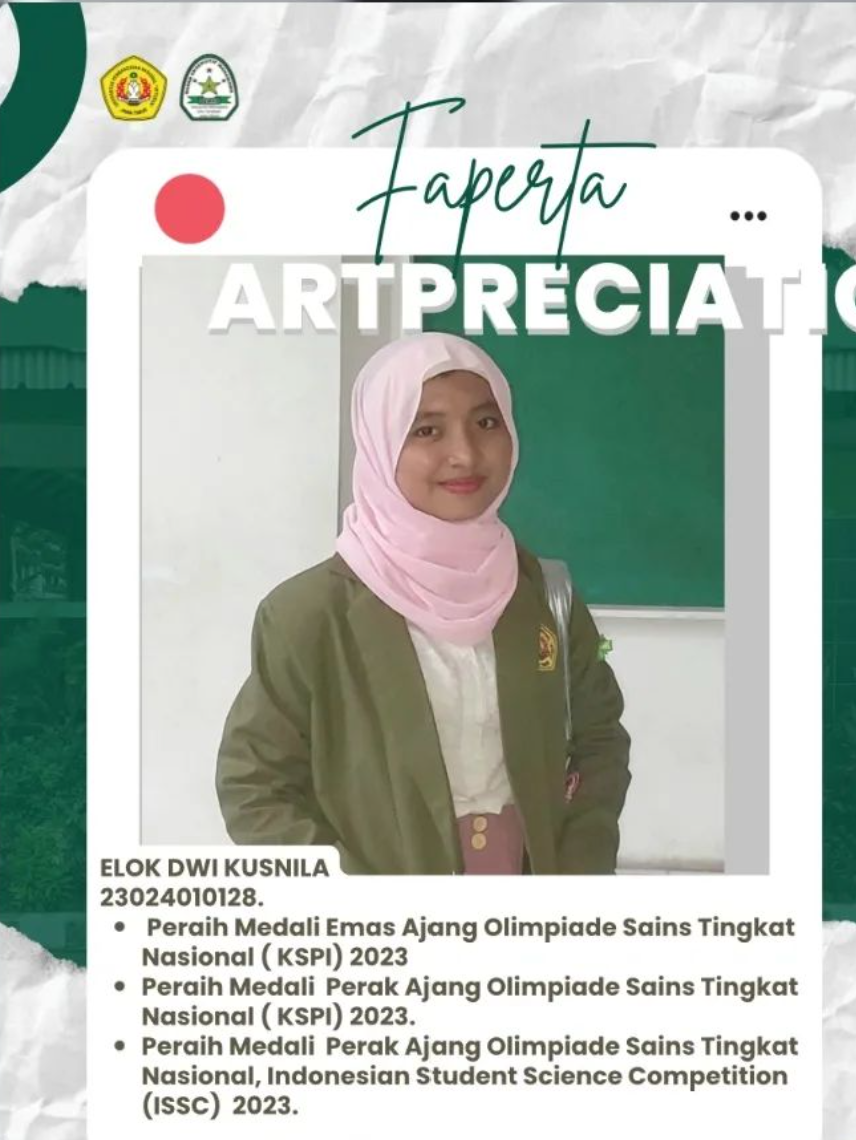 Faperta
ARTPRECIATIO
ELOK DWI KUSNILA
23024010128.
• Peraih Medali Emas Ajang Olimpiade Sains Tingkat
Nasional ( KSPI) 2023
• Peraih Medali Perak Ajang Olimpiade Sains Tingkat
Nasional ( KSPI) 2023.
• Peraih Medali Perak Ajang Olimpiade Sains Tingkat
Nasional, Indonesian Student Science Competition
(ISSC) 2023.